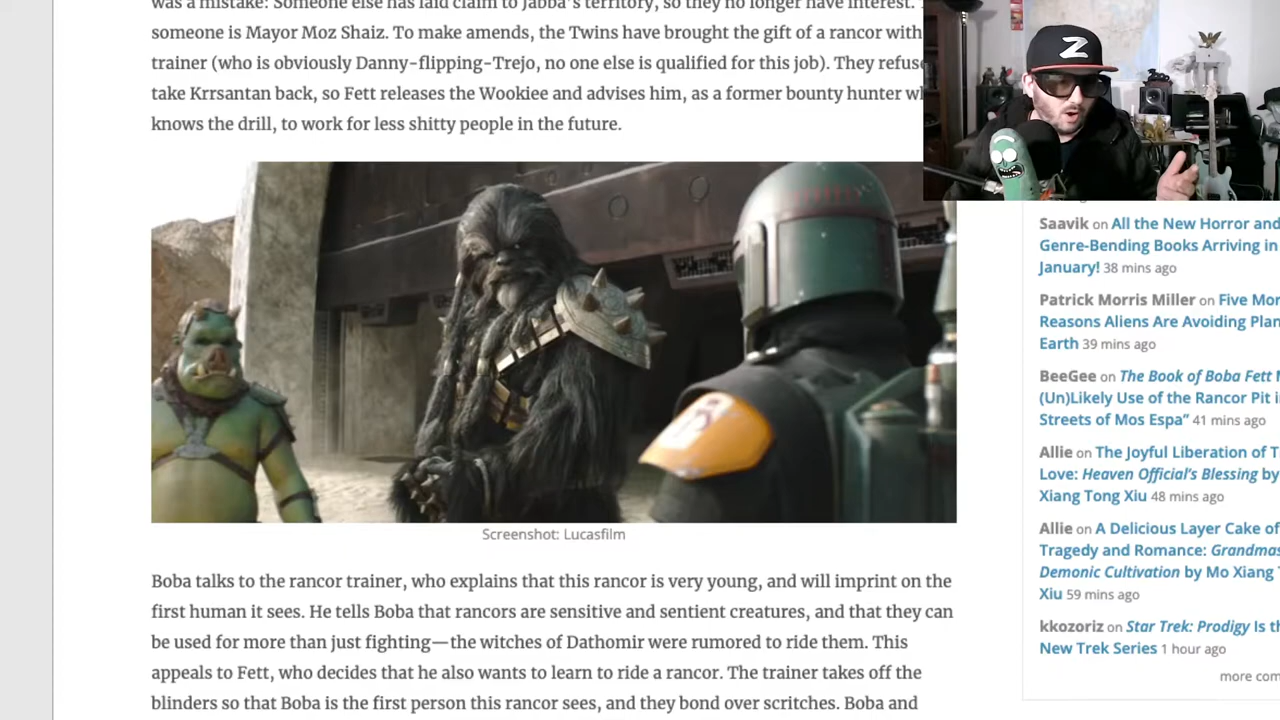 was a mistake: Someone else has laid claim to Jabba's territory, so they no longer have interest.
someone is Mayor Moz Shaiz. To make amends, the Twins have brought the gift of a rancor with
trainer (who is obviously Danny-flipping-Trejo, no one else is qualified for this job). They refuse
take Krrsantan back, so Fett releases the Wookiee and advises him, as a former bounty hunter wh
knows the drill, to work for less shitty people in the future.
Z
Screenshot: Lucasfilm
Boba talks to the rancor trainer, who explains that this rancor is very young, and will imprint on the
first human it sees. He tells Boba that rancors are sensitive and sentient creatures, and that they can
be used for more than just fighting—the witches of Dathomir were rumored to ride them. This
appeals to Fett, who decides that he also wants to learn to ride a rancor. The trainer takes off the
blinders so that Boba is the first person this rancor sees, and they bond over scritches. Boba and
Saavik on All the New Horror and
Genre-Bending Books Arriving in
January! 38 mins ago
Patrick Morris Miller on Five Mor
Reasons Aliens Are Avoiding Plan
Earth 39 mins ago
BeeGee on The Book of Boba Fett M
(Un)Likely Use of the Rancor Pit i
Streets of Mos Espa" 41 mins ago
Allie on The Joyful Liberation of T
Love: Heaven Official's Blessing by
Xiang Tong Xiu 48 mins ago
Allie on A Delicious Layer Cake of
Tragedy and Romance: Grandmas
Demonic Cultivation by Mo Xiang T
Xiu 59 mins ago
kkozoriz on Star Trek: Prodigy Is th
New Trek Series 1 hour ago
more com